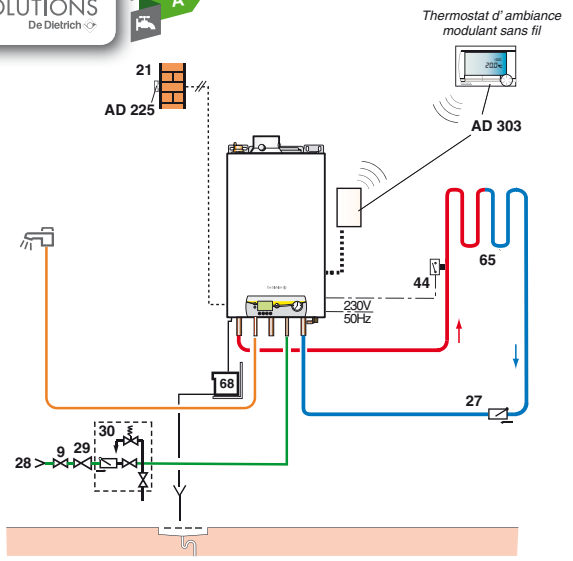 OLUTIONS
De Dietrich
A
Thermostat d' ambiance
modulant sans fil
21
AD 225
AD 303
65
44
230V
50Hz
68
27
30
9
29
28